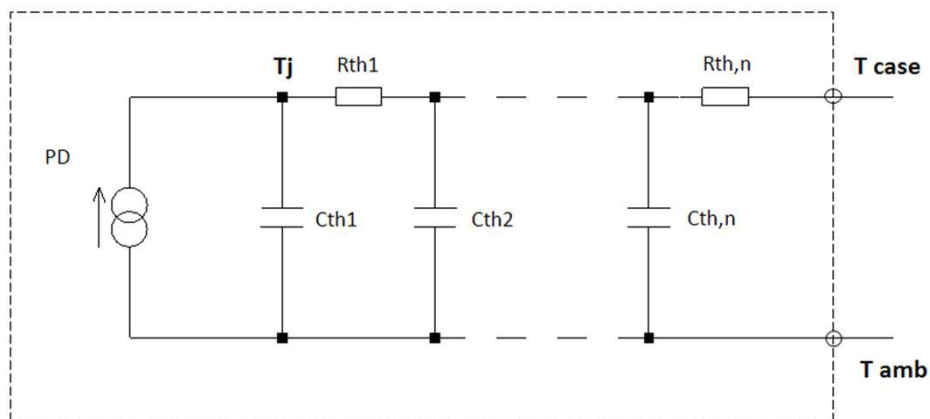 Tj
Rth1
Rth,n
T case
PD
Cth1
Cth2
Cth,n
T amb